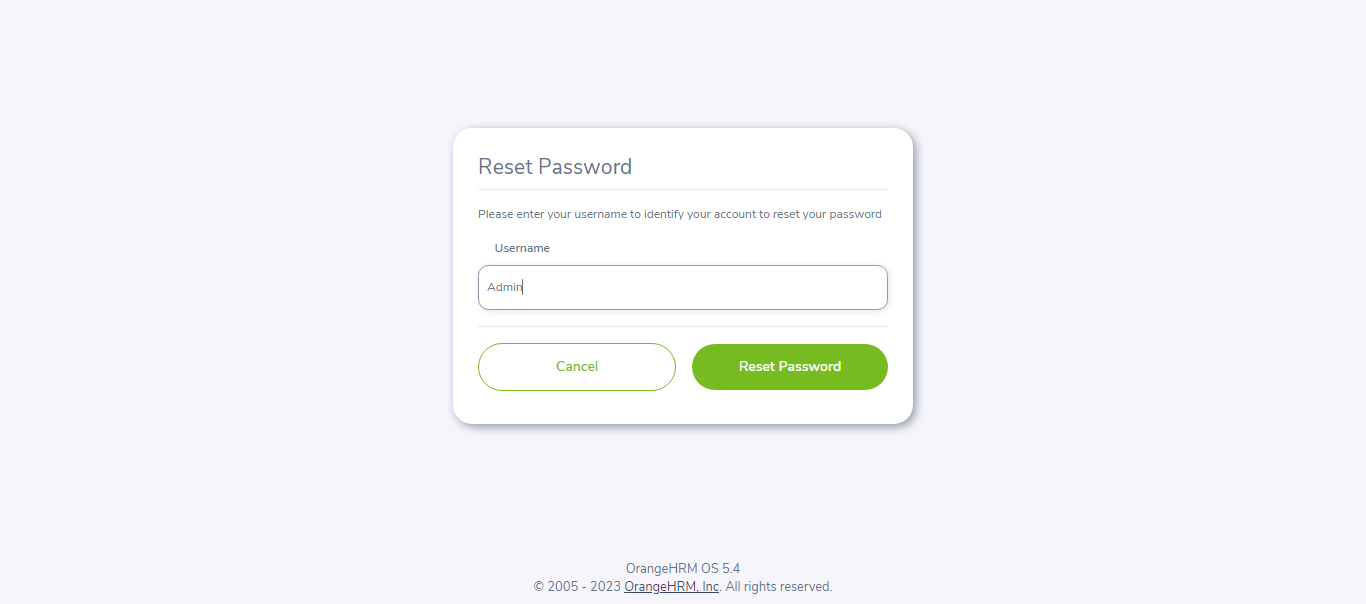 Reset Password
Please enter your username to identify your account to reset your password
Username
Admin
Cancel
Reset Password
OrangeHRM OS 5.4
© 2005 - 2023 OrangeHRM, Inc. All rights reserved.